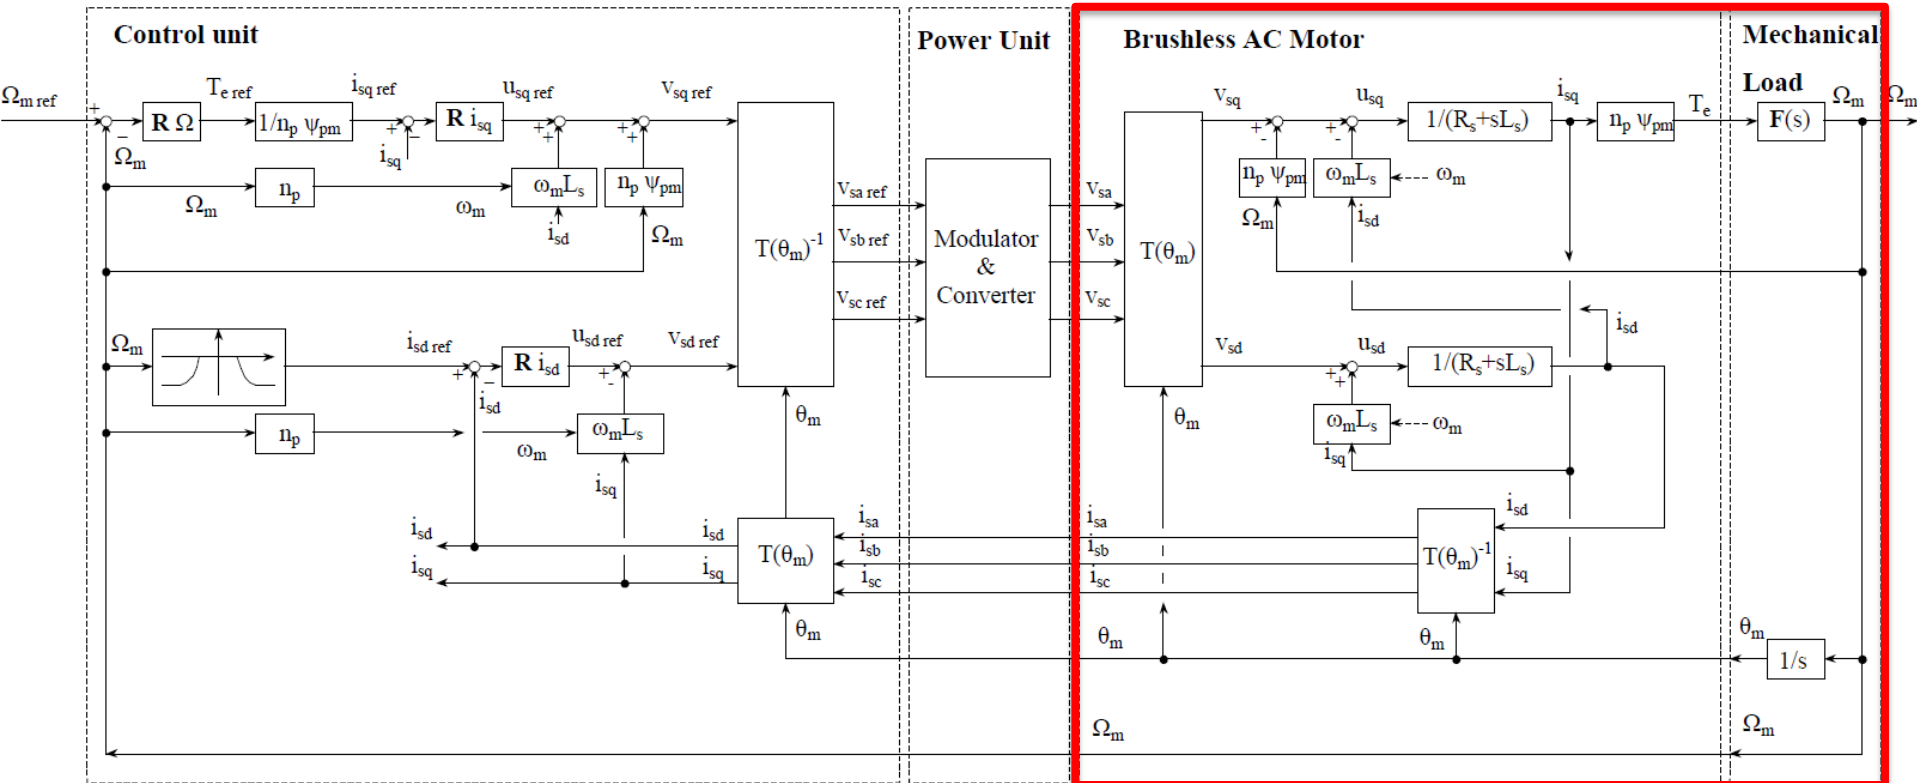 Control unit
Power Unit
Brushless AC Motor
Mechanical
Load
Ωm ref
+
−
Ωm
R Ω
Te ref
1/np ψpm
isq ref
+
−
isq
R isq
usq ref
+
+
vsq ref
+
+
Ωm
np
ωm
ωmLs
isd
np ψpm
Ωm
T(θm)-1
Vsa ref
Vsb ref
Vsc ref
Modulator
&
Converter
Vsa
Vsb
Vsc
T(θm)
Vsq
+
-
usq
+
-
1/(Rs+sLs)
isq
np ψpm
Te
F(s)
Ωm
Ωm
np ψpm
Ωm
ωmLs
ωm
isd
isd
Ωm
isd ref
+
−
isd
R isd
usd ref
+
-
Vsd ref
np
ωm
ωmLs
isq
θm
Vsd
+
+
usd
1/(Rs+sLs)
ωmLs
ωm
isq
θm
isd
isq
isd
isq
T(θm)
isa
isb
isc
isa
isb
isc
T(θm)-1
isd
isq
θm
θm
θm
θm
1/s
Ωm
Ωm